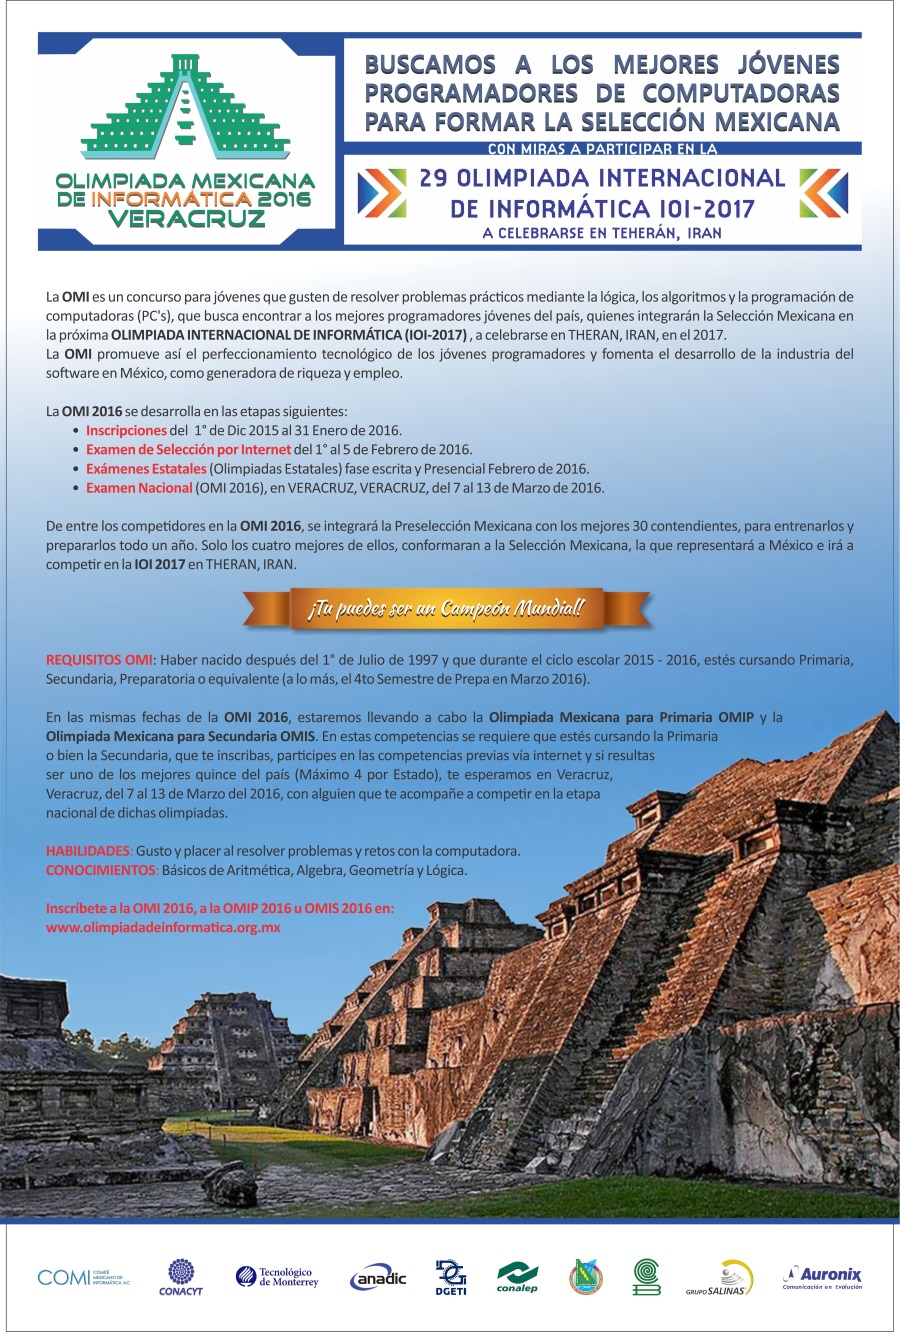 OLIMPIADA MEXICANA
DE INFORMÁTICA 2016
VERACRUZ
BUSCAMOS A LOS MEJORES JÓVENES
PROGRAMADORES DE COMPUTADORAS
PARA FORMAR LA SELECCIÓN MEXICANA
CON MIRAS A PARTICIPAR EN LA
29 OLIMPIADA INTERNACIONAL
DE INFORMÁTICA IOI-2017
A CELEBRARSE EN TEHERÁN, IRAN
La OMI es un concurso para jóvenes que gusten de resolver problemas prácticos mediante la lógica, los algoritmos y la programación de
computadoras (PC's), que busca encontrar a los mejores programadores jóvenes del país, quienes integrarán la Selección Mexicana en
la próxima OLIMPIADA INTERNACIONAL DE INFORMÁTICA (IOI-2017) , a celebrarse en THERAN, IRAN, en el 2017.
La OMI promueve así el perfeccionamiento tecnológico de los jóvenes programadores y fomenta el desarrollo de la industria del
software en México, como generadora de riqueza y empleo.
La OMI 2016 se desarrolla en las etapas siguientes:
• Inscripciones del 1° de Dic 2015 al 31 Enero de 2016.
• Examen de Selección por Internet del 1° al 5 de Febrero de 2016.
• Exámenes Estatales (Olimpiadas Estatales) fase escrita y Presencial Febrero de 2016.
• Examen Nacional (OMI 2016), en VERACRUZ, VERACRUZ, del 7 al 13 de Marzo de 2016.
De entre los competidores en la OMI 2016, se integrará la Preselección Mexicana con los mejores 30 contendientes, para entrenarlos y
prepararlos todo un año. Solo los cuatro mejores de ellos, conformaran a la Selección Mexicana, la que representará a México e irá a
competir en la IOI 2017 en THERAN, IRAN.
¡Tu puedes ser un Campeón Mundial!
REQUISITOS OMI: Haber nacido después del 1° de Julio de 1997 y que durante el ciclo escolar 2015 - 2016, estés cursando Primaria,
Secundaria, Preparatoria o equivalente (a lo más, el 4to Semestre de Prepa en Marzo 2016).
En las mismas fechas de la OMI 2016, estaremos llevando a cabo la Olimpiada Mexicana para Primaria OMIP y la
Olimpiada Mexicana para Secundaria OMIS. En estas competencias se requiere que estés cursando la Primaria
o bien la Secundaria, que te inscribas, participes en las competencias previas vía internet y si resultas
ser uno de los mejores quince del país (Máximo 4 por Estado), te esperamos en Veracruz,
Veracruz, del 7 al 13 de Marzo del 2016, con alguien que te acompañe a competir en la etapa
nacional de dichas olimpiadas.
HABILIDADES: Gusto y placer al resolver problemas y retos con la computadora.
CONOCIMIENTOS: Básicos de Aritmética, Algebra, Geometría y Lógica.
Inscríbete a la OMI 2016, a la OMIP 2016 u OMIS 2016 en:
www.olimpiadadeinformatica.org.mx
COMI COMITÉ MEXICANO DE INFORMÁTICA AC
CONACYT
Tecnológico de Monterrey
anadic
DGETI
conalep
GRUPO SALINAS
Auronix
Comunicación en Evolución